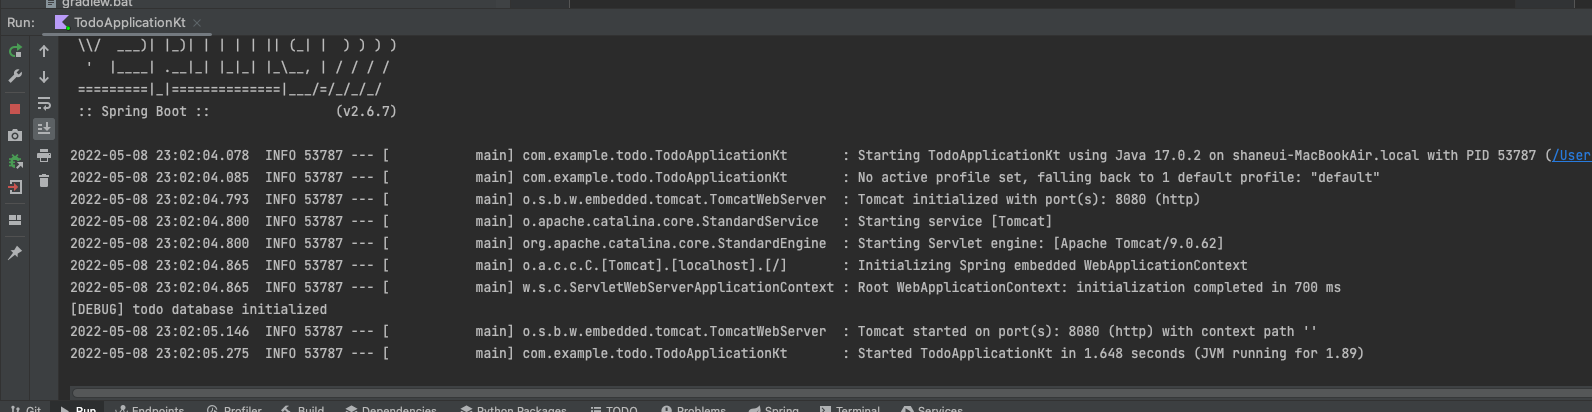 gradlew.bat
Run: TodoApplicationKt ×
\\/  ___)| |_)| | | | | || (_| |  ) ) ) )
'  |____| .__|_| |_|_| |_\__, | / / / /
=========|_|==============|___/=/_/_/_/
:: Spring Boot ::                (v2.6.7)
2022-05-08 23:02:04.078  INFO 53787 --- [           main] com.example.todo.TodoApplicationKt       : Starting TodoApplicationKt using Java 17.0.2 on shaneui-MacBookAir.local with PID 53787 (/User
2022-05-08 23:02:04.085  INFO 53787 --- [           main] com.example.todo.TodoApplicationKt       : No active profile set, falling back to 1 default profile: "default"
2022-05-08 23:02:04.793  INFO 53787 --- [           main] o.s.b.w.embedded.tomcat.TomcatWebServer  : Tomcat initialized with port(s): 8080 (http)
2022-05-08 23:02:04.800  INFO 53787 --- [           main] o.apache.catalina.core.StandardService   : Starting service [Tomcat]
2022-05-08 23:02:04.800  INFO 53787 --- [           main] org.apache.catalina.core.StandardEngine  : Starting Servlet engine: [Apache Tomcat/9.0.62]
2022-05-08 23:02:04.865  INFO 53787 --- [           main] o.a.c.c.C.[Tomcat].[localhost].[/]       : Initializing Spring embedded WebApplicationContext
2022-05-08 23:02:04.865  INFO 53787 --- [           main] w.s.c.ServletWebServerApplicationContext : Root WebApplicationContext: initialization completed in 700 ms
[DEBUG] todo database initialized
2022-05-08 23:02:05.146  INFO 53787 --- [           main] o.s.b.w.embedded.tomcat.TomcatWebServer  : Tomcat started on port(s): 8080 (http) with context path ''
2022-05-08 23:02:05.275  INFO 53787 --- [           main] com.example.todo.TodoApplicationKt       : Started TodoApplicationKt in 1.648 seconds (JVM running for 1.89)
Git Run Endpoints Profiler Build Dependencies Python Packages TODO Problems Spring Terminal Services